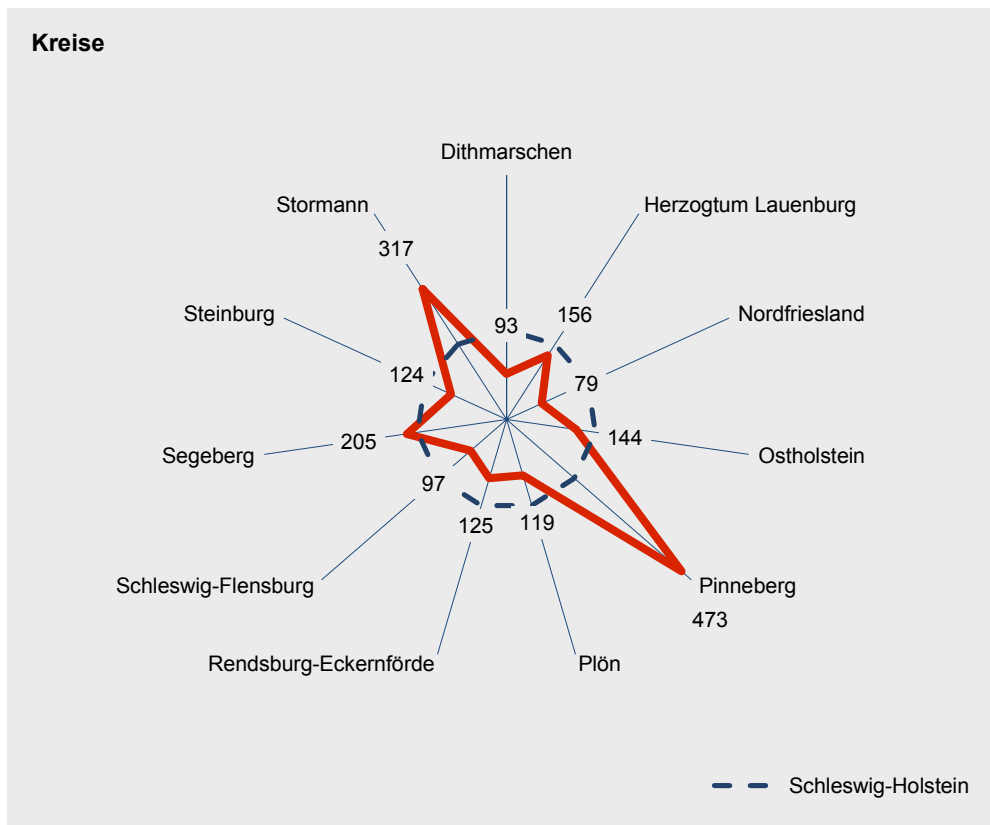 Kreise
Dithmarschen
Stormann
Herzogtum Lauenburg
317
Steinburg
Nordfriesland
93
156
124
79
205
144
Segeberg
Ostholstein
97
125
119
Schleswig-Flensburg
Pinneberg
473
Rendsburg-Eckernförde
Plön
Schleswig-Holstein